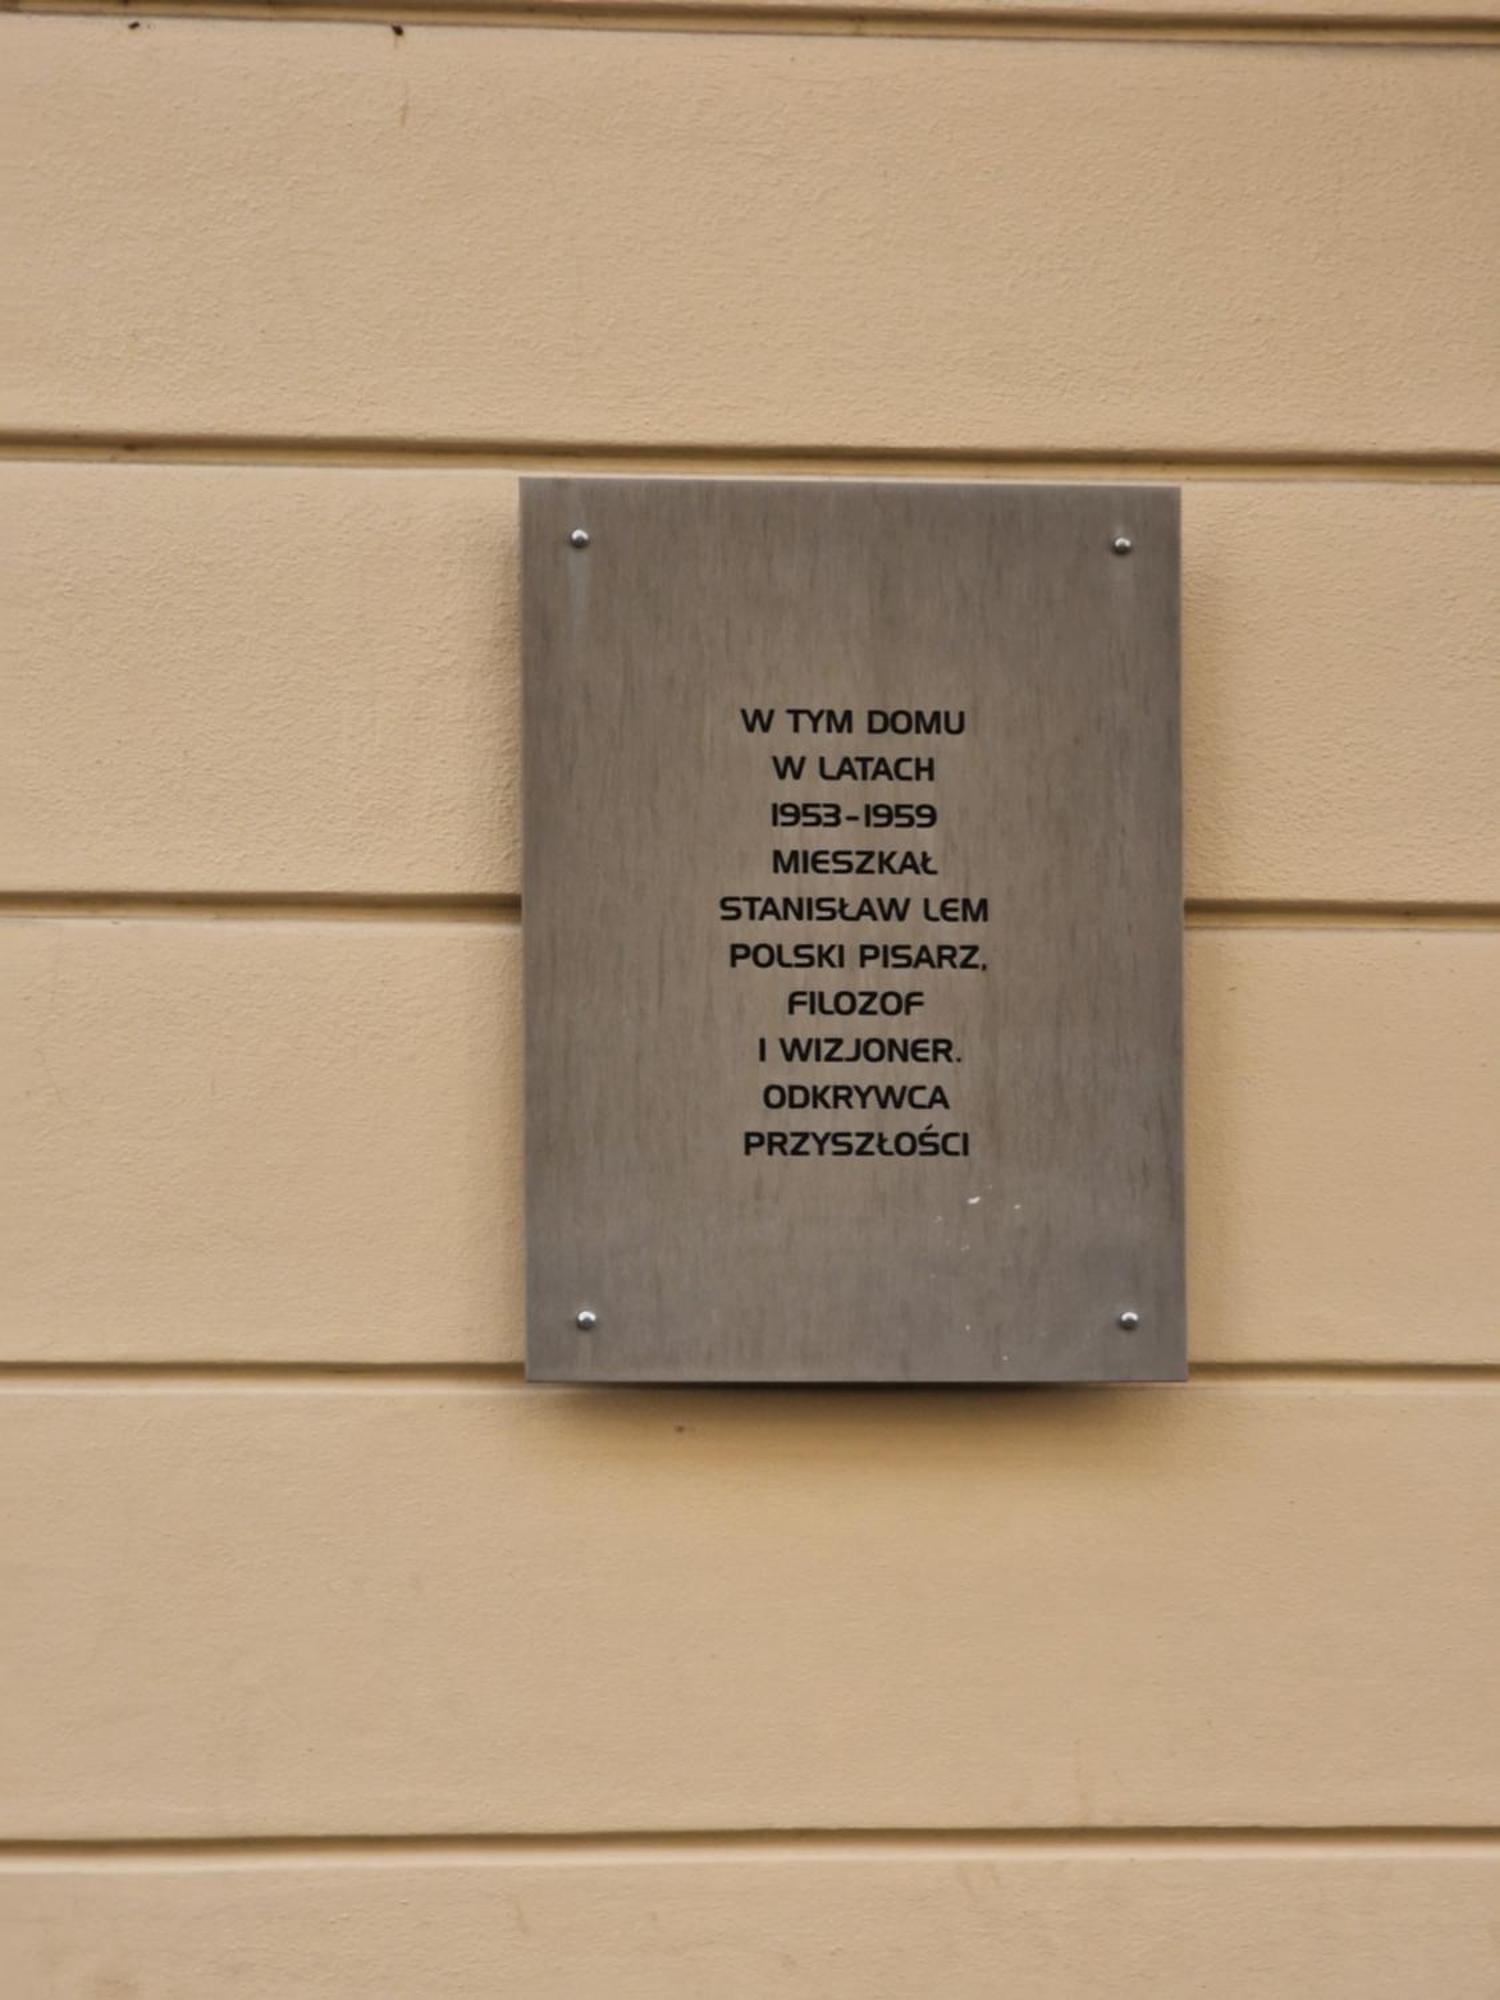 W TYM DOMU
W LATACH
1953-1959
MIESZKAŁ
STANISŁAW LEM
POLSKI PISARZ,
FILOZOF
I WIZJONER.
ODKRYWCA
PRZYSZŁOŚCI